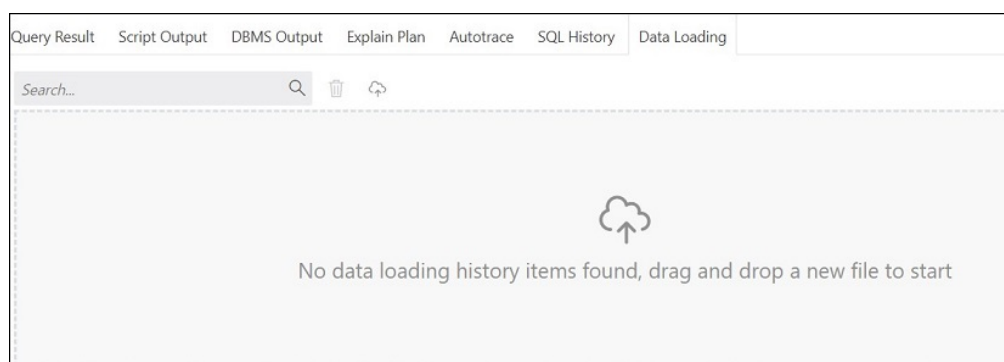 Query Result Script Output DBMS Output Explain Plan Autotrace SQL History Data Loading
Search...
No data loading history items found, drag and drop a new file to start